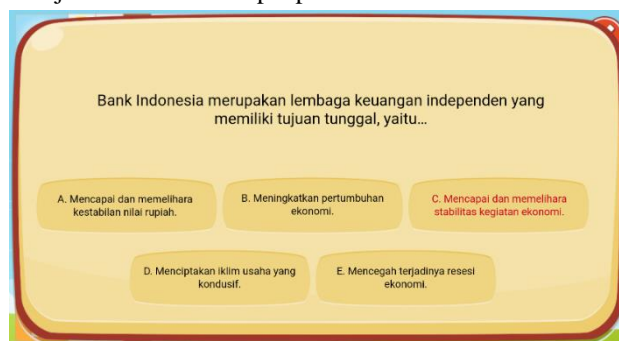 Bank Indonesia merupakan lembaga keuangan independen yang
memiliki tujuan tunggal, yaitu...
A. Mencapai dan memelihara
kestabilan nilai rupiah.
B. Meningkatkan pertumbuhan
ekonomi.
C. Mencapai dan memelihara
stabilitas kegiatan ekonomi.
D. Menciptakan iklim usaha yang
kondusif.
E. Mencegah terjadinya resesi
ekonomi.